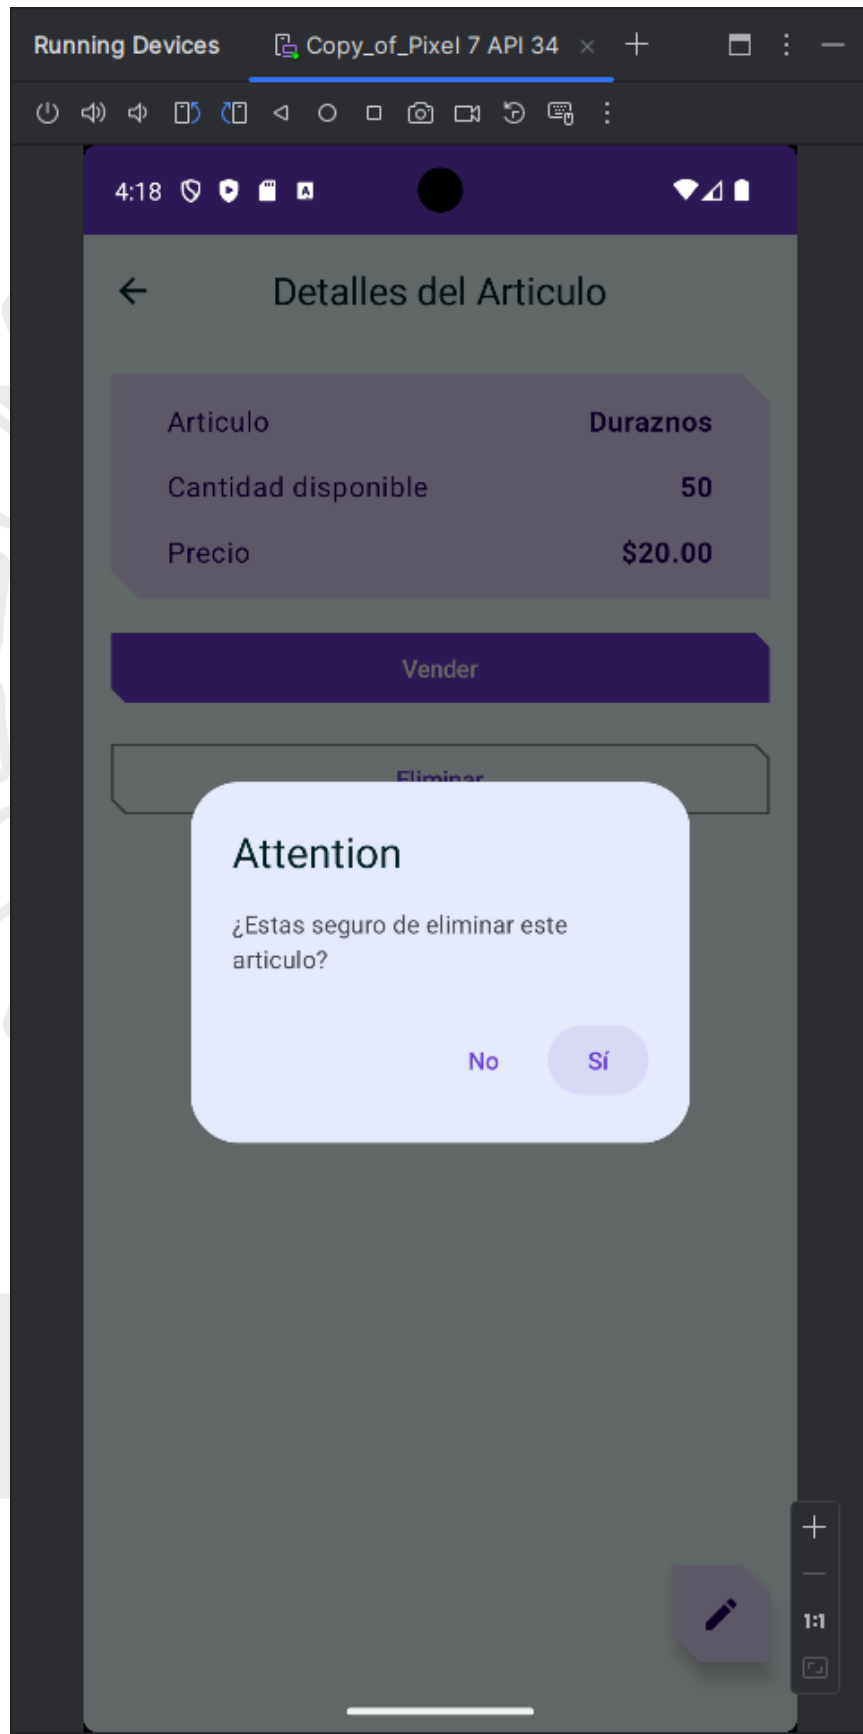 Running Devices Copy_of_Pixel 7 API 34
4:18
Detalles del Articulo
Articulo Duraznos
Cantidad disponible 50
Precio $20.00
Vender
Eliminar
Attention
¿Estas seguro de eliminar este
articulo?
No Sí
1:1